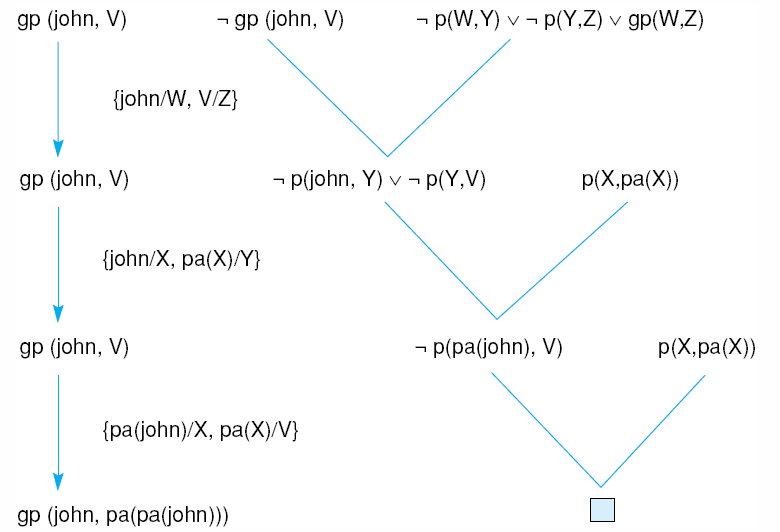 gp (john, V) ¬ gp (john, V) ¬ p(W,Y) ∨ ¬ p(Y,Z) ∨ gp(W,Z)
{john/W, V/Z}
gp (john, V) ¬ p(john, Y) ∨ ¬ p(Y,V) p(X,pa(X))
{john/X, pa(X)/Y}
gp (john, V) ¬ p(pa(john), V) p(X,pa(X))
{pa(john)/X, pa(X)/V}
gp (john, pa(pa(john)))